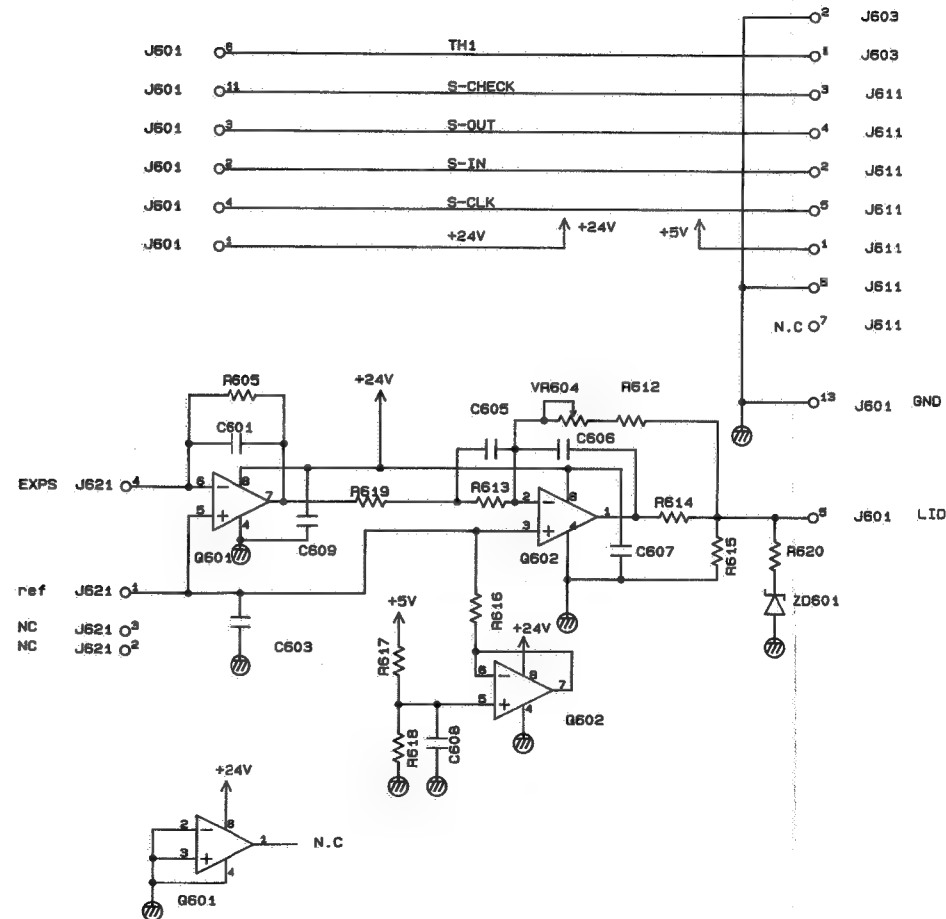 2 J603
J601 6 TH1 1 J603
J601 11 S-CHECK 3 J611
J601 3 S-OUT 4 J611
J601 2 S-IN 2 J611
J601 4 S-CLK 5 J611
J601 1 +24V +24V +5V 1 J611
6 J611
N.C 7 J611
13 J601 GND
R605 +24V VR604 R612
C601 C605 C606
EXPS J621 4 6 - 8 7 R619 R613 2 - 8 1 R614 5 J601 LID
5 + 4 3 + 4
Q601 C609 Q602 C607 R615 R620
ref J621 1 ZD601
NC J621 3
NC J621 2
C603
+5V R616
R617 +24V
6 - 8 7
5 + 4
R618 C608 Q602
+24V
2 - 8
3 + 1 N.C
4
Q601